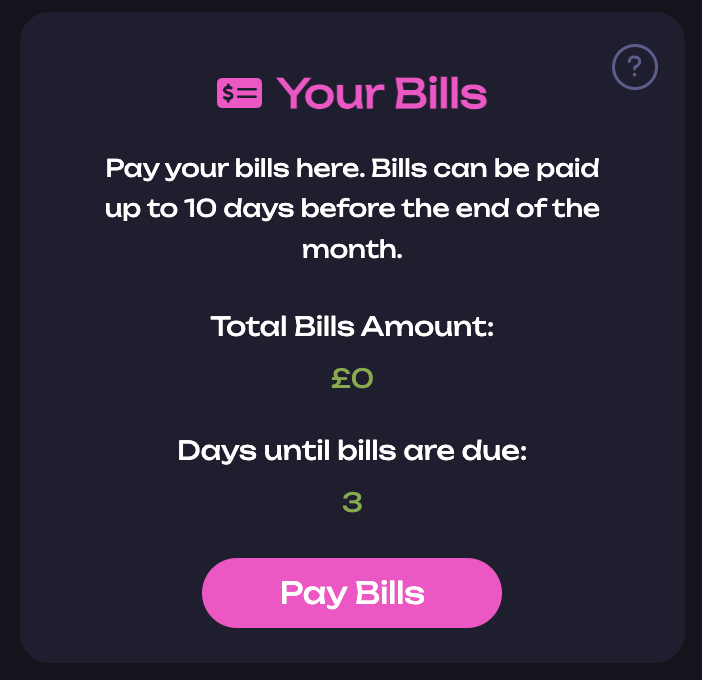 ?
$
Your Bills
Pay your bills here. Bills can be paid
up to 10 days before the end of the
month.
Total Bills Amount:
£0
Days until bills are due:
3
Pay Bills